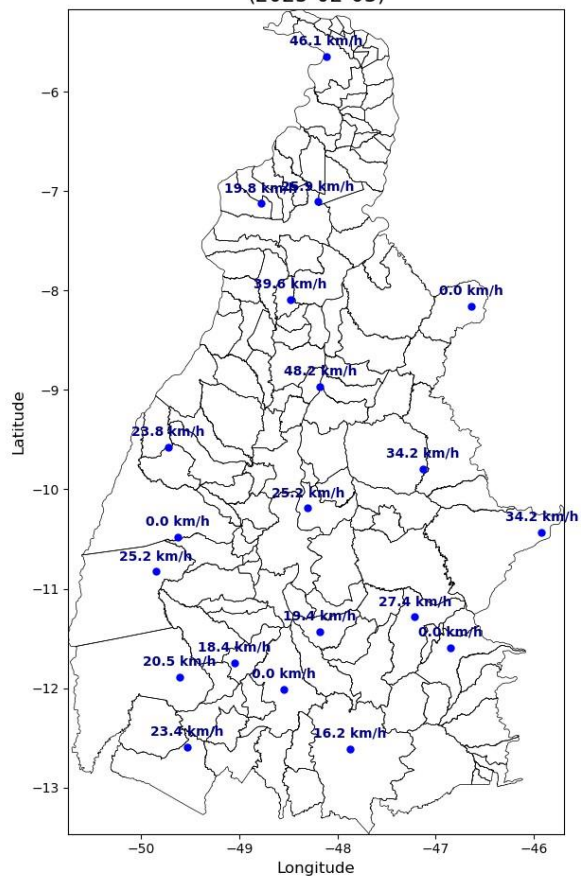 46.1 km/h
−6
−7
19.8 km/h
39.6 km/h
−8
0.0 km/h
48.2 km/h
−9
23.8 km/h
34.2 km/h
−10
25.2 km/h
0.0 km/h
34.2 km/h
25.2 km/h
−11
27.4 km/h
19.4 km/h
0.0 km/h
18.4 km/h
20.5 km/h
0.0 km/h
−12
23.4 km/h
16.2 km/h
−13
Latitude
−50 −49 −48 −47 −46
Longitude